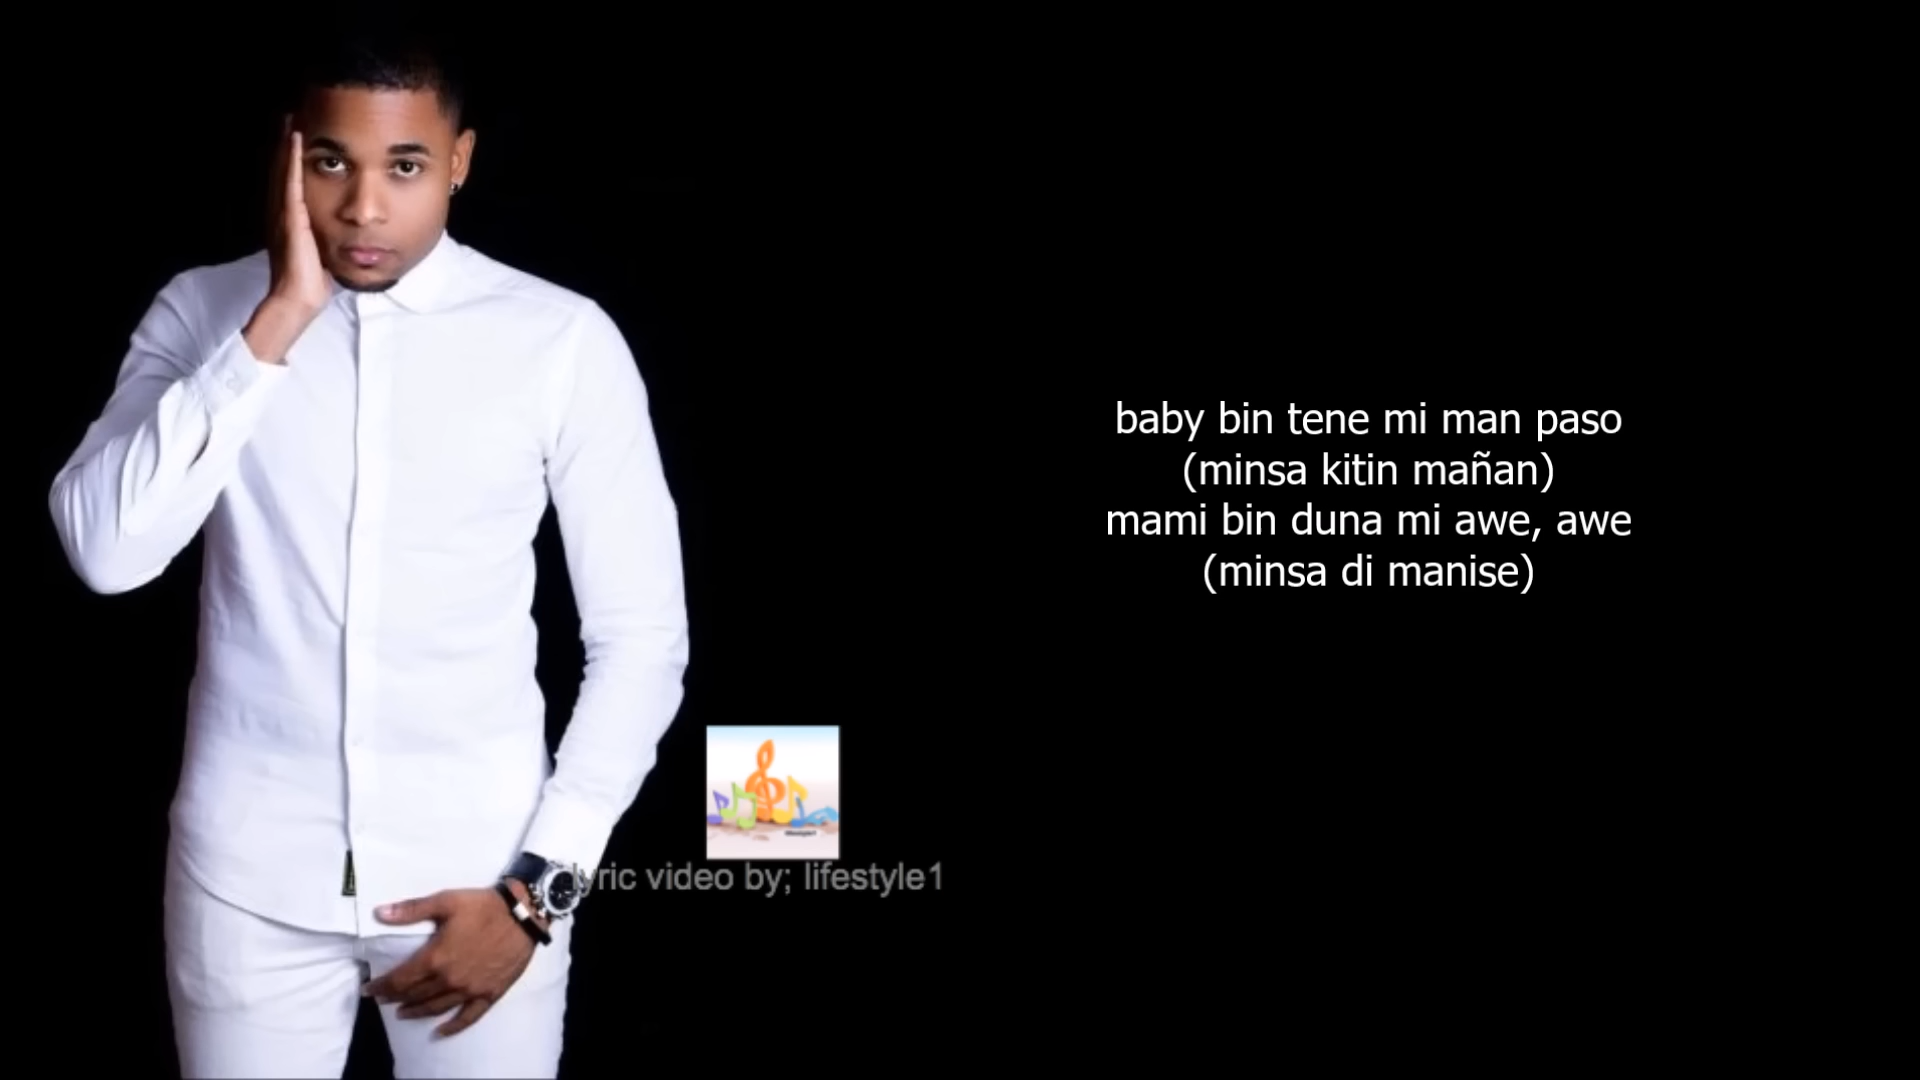 baby bin tene mi man paso
(minsa kitin mañan)
mami bin duna mi awe, awe
(minsa di manise)
lyric video by; lifestyle1